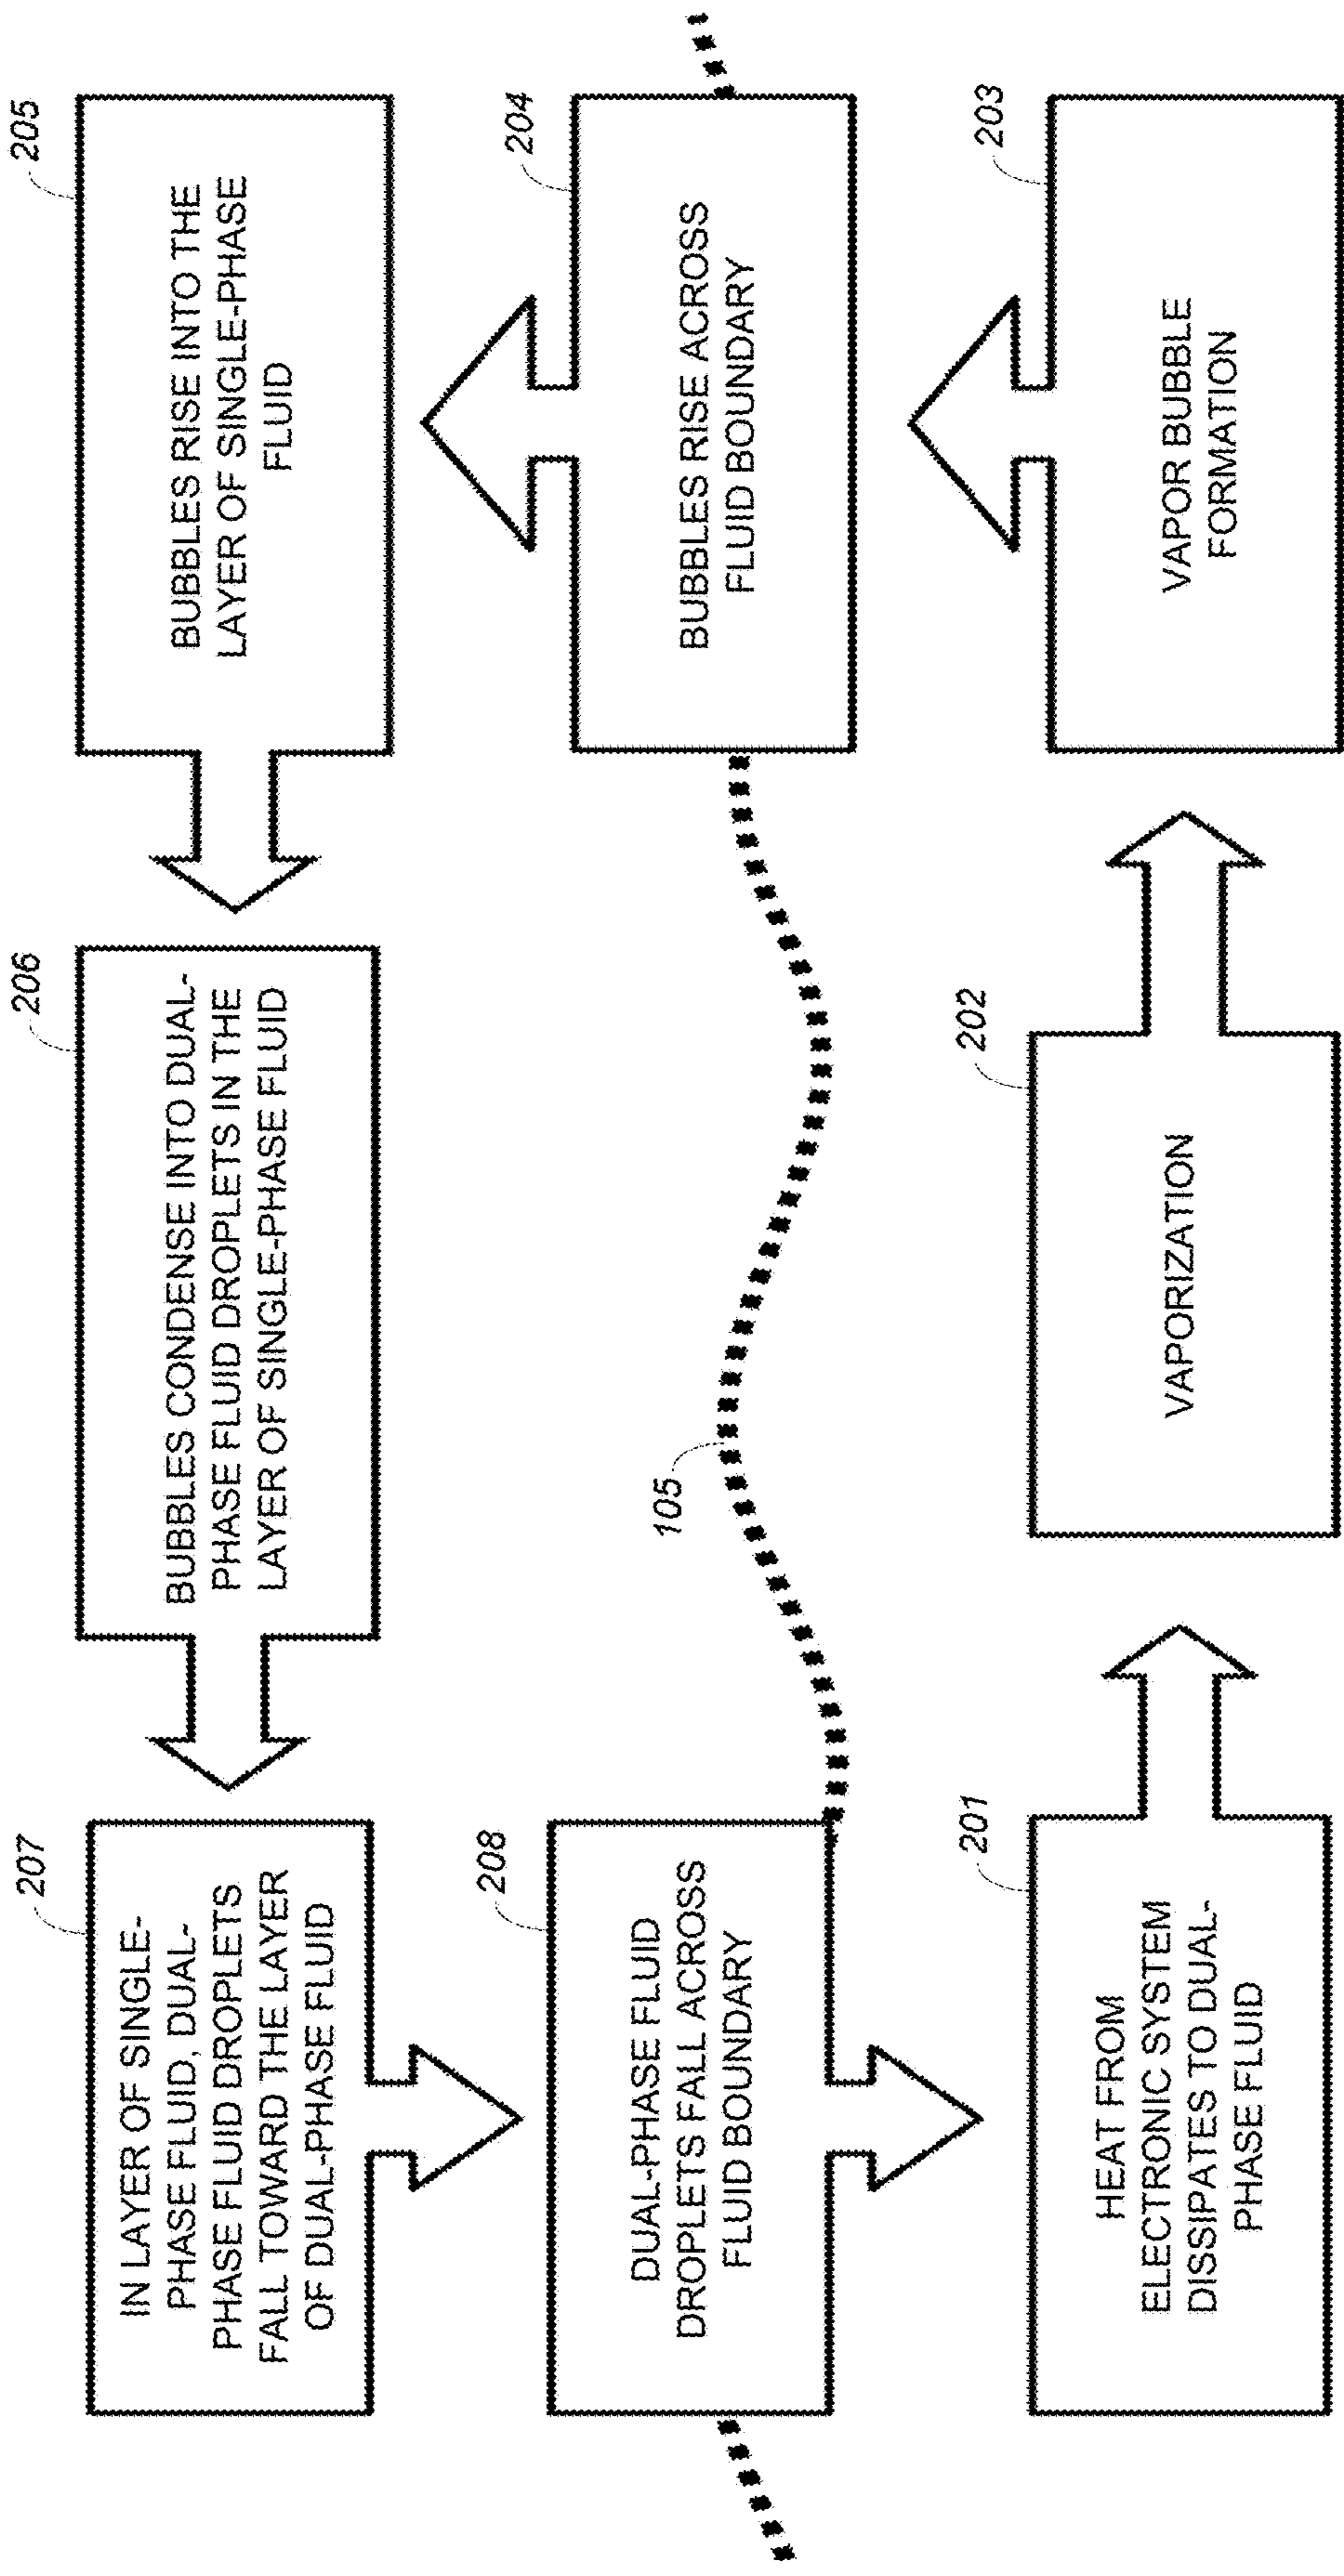 207
IN LAYER OF SINGLE-
PHASE FLUID, DUAL-
PHASE FLUID DROPLETS
FALL TOWARD THE LAYER
OF DUAL-PHASE FLUID
206
BUBBLES CONDENSE INTO DUAL-
PHASE FLUID DROPLETS IN THE
LAYER OF SINGLE-PHASE FLUID
205
BUBBLES RISE INTO THE
LAYER OF SINGLE-PHASE
FLUID
208
DUAL-PHASE FLUID
DROPLETS FALL ACROSS
FLUID BOUNDARY
105
204
BUBBLES RISE ACROSS
FLUID BOUNDARY
201
HEAT FROM
ELECTRONIC SYSTEM
DISSIPATES TO DUAL-
PHASE FLUID
202
VAPORIZATION
203
VAPOR BUBBLE
FORMATION